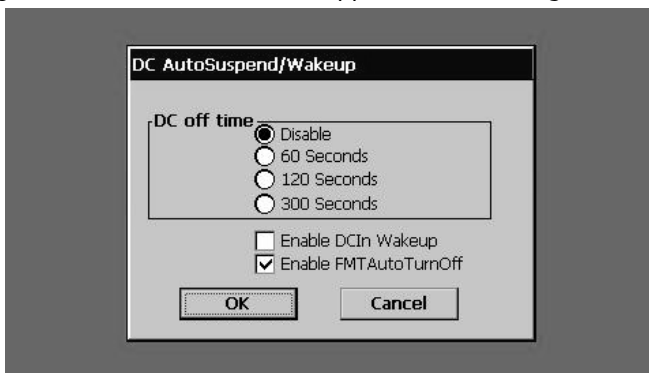 DC AutoSuspend/Wakeup
DC off time
Disable
60 Seconds
120 Seconds
300 Seconds
Enable DCIn Wakeup
Enable FMTAutoTurnOff
OK
Cancel